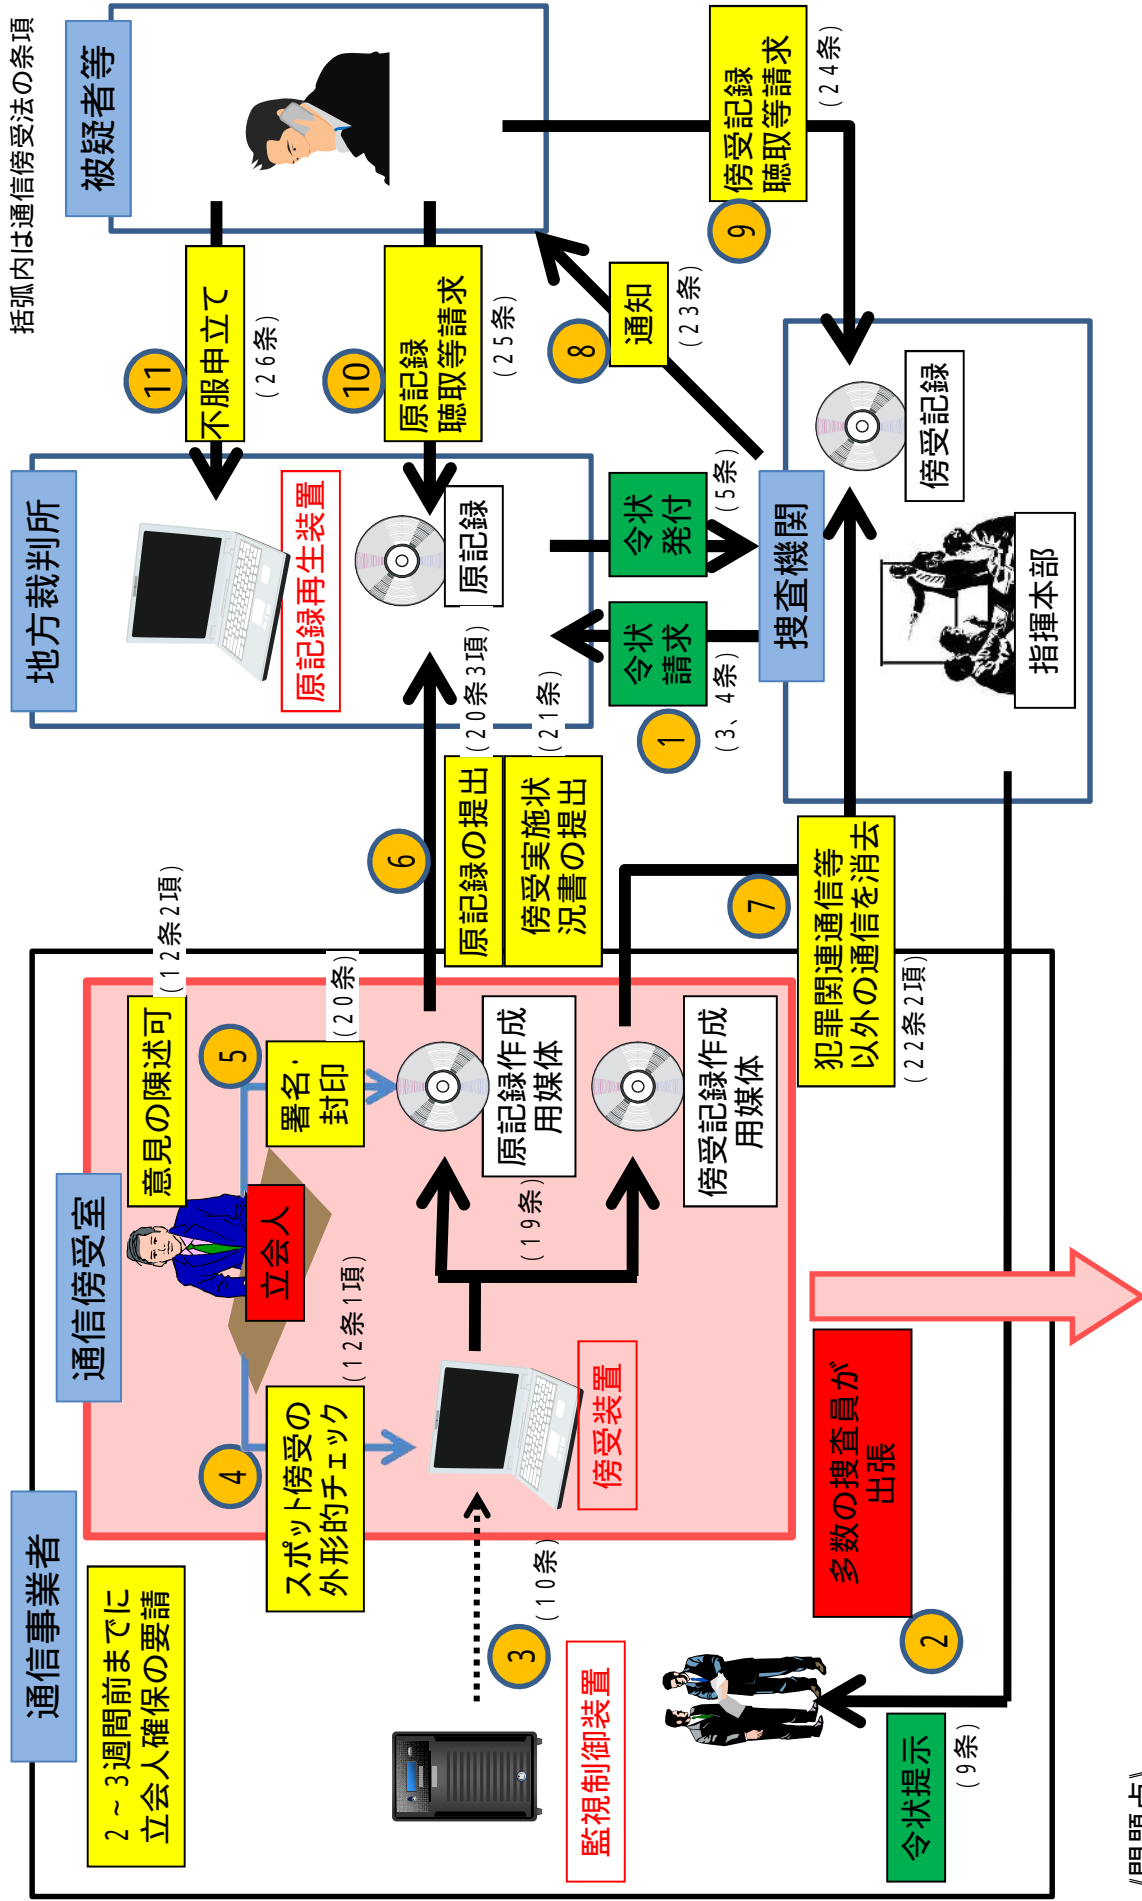 括弧内は通信傍受法の条項
通信事業者
2～3週間前までに
立会人確保の要請
通信傍受室
意見の陳述可
(12条2項)
立会人
4
スポット傍受の
外形的チェック
(12条1項)
5
署名・
封印
(20条)
3
(10条)
監視制御装置
傍受装置
(19条)
原記録作成
用媒体
傍受記録作成
用媒体
多数の捜査員が
出張
2
令状提示
(9条)
6
原記録の提出
(20条3項)
傍受実施状
況書の提出
(21条)
7
犯罪関連通信等
以外の通信を消去
(22条2項)
地方裁判所
原記録再生装置
原記録
1
令状
請求
(3、4条)
令状
発付
(5条)
捜査機関
指揮本部
傍受記録
被疑者等
11
不服申立て
(26条)
10
原記録
聴取等請求
(25条)
8
通知
(23条)
9
傍受記録
聴取等請求
(24条)